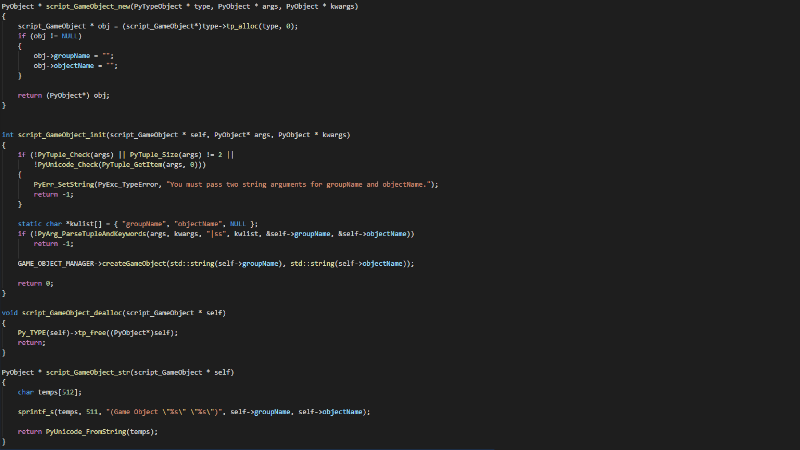 PyObject * script_GameObject_new(PyTypeObject * type, PyObject * args, PyObject * kwargs)
{
    script_GameObject * obj = (script_GameObject*)type->tp_alloc(type, 0);
    if (obj != NULL)
    {
        obj->groupName = "";
        obj->objectName = "";
    }

    return (PyObject*) obj;
}


int script_GameObject_init(script_GameObject * self, PyObject* args, PyObject * kwargs)
{
    if (!PyTuple_Check(args) || PyTuple_Size(args) != 2 ||
        !PyUnicode_Check(PyTuple_GetItem(args, 0)))
    {
        PyErr_SetString(PyExc_TypeError, "You must pass two string arguments for groupName and objectName.");
        return -1;
    }

    static char *kwlist[] = { "groupName", "objectName", NULL };
    if (!PyArg_ParseTupleAndKeywords(args, kwargs, "|ss", kwlist, &self->groupName, &self->objectName))
        return -1;

    GAME_OBJECT_MANAGER->createGameObject(std::string(self->groupName), std::string(self->objectName));

    return 0;
}

void script_GameObject_dealloc(script_GameObject * self)
{
    Py_TYPE(self)->tp_free((PyObject*)self);
    return;
}

PyObject * script_GameObject_str(script_GameObject * self)
{
    char temps[512];

    sprintf_s(temps, 511, "(Game Object \"%s\" \"%s\")", self->groupName, self->objectName);

    return PyUnicode_FromString(temps);
}